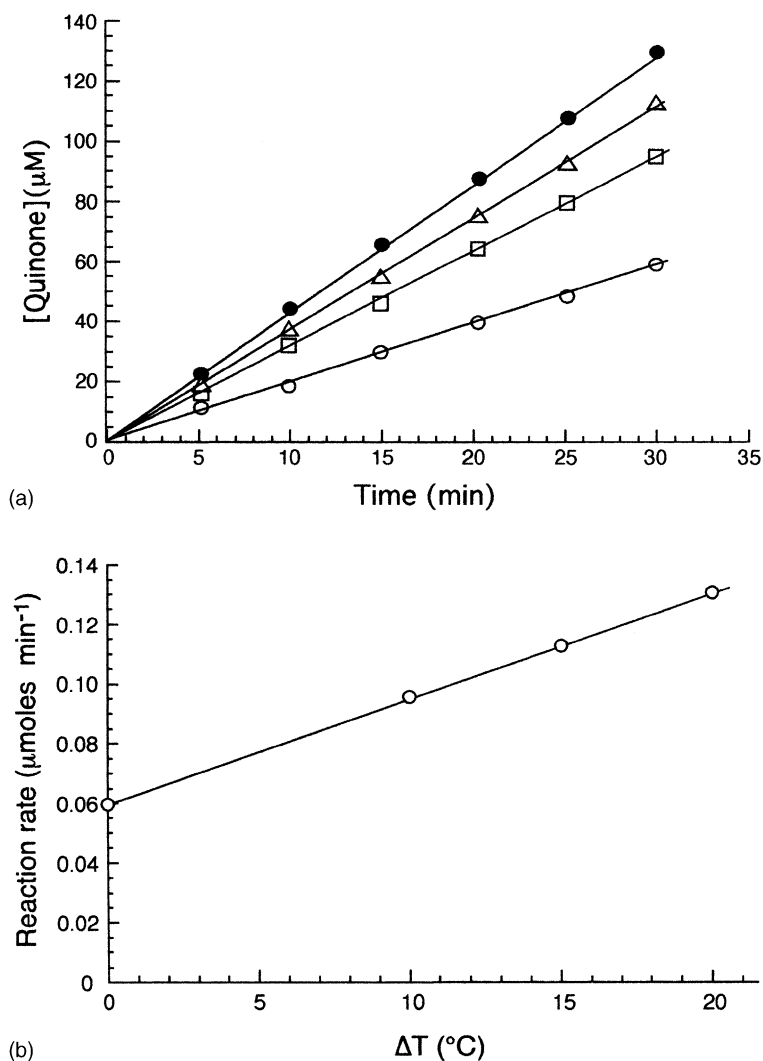 140
120
100
80
60
40
20
0
[Quinone](μM)
0 5 10 15 20 25 30 35
Time (min)
(a)
0.14
0.12
0.10
0.08
0.06
0.04
0.02
0
Reaction rate (μmoles min-1)
0 5 10 15 20
ΔT (°C)
(b)